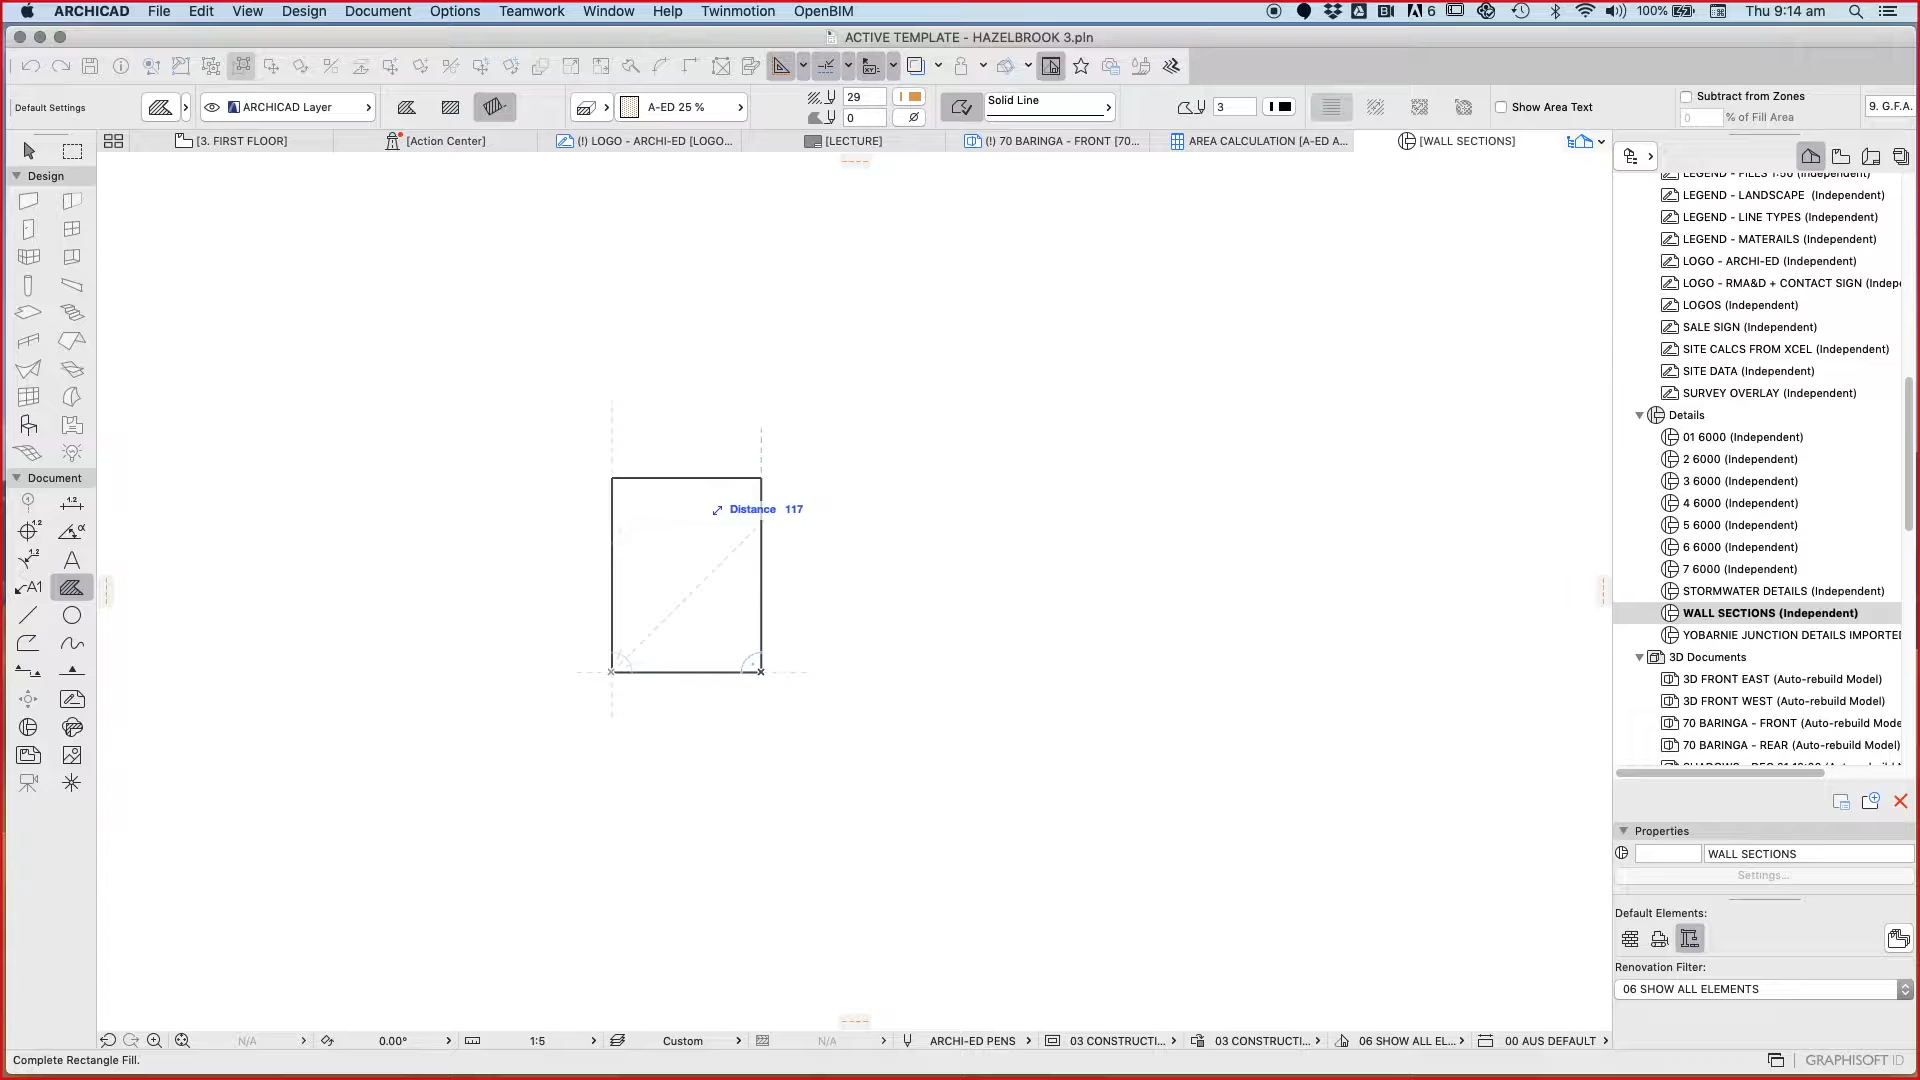 ARCHICAD File Edit View Design Document Options Teamwork Window Help Twinmotion OpenBIM 6 100% Thu 9:14 am
ACTIVE TEMPLATE - HAZELBROOK 3.pln
Default Settings
ARCHICAD Layer
A-ED 25 %
29
0
Solid Line
3
Show Area Text
Subtract from Zones
0 % of Fill Area
9. G.F.A.
[3. FIRST FLOOR] [Action Center] (!) LOGO - ARCHI-ED [LOGO... [LECTURE] (!) 70 BARINGA - FRONT [70... AREA CALCULATION [A-ED A... [WALL SECTIONS]
Design
Document
Distance 117
LEGEND - FILLS 1:50 (Independent)
LEGEND - LANDSCAPE (Independent)
LEGEND - LINE TYPES (Independent)
LEGEND - MATERAILS (Independent)
LOGO - ARCHI-ED (Independent)
LOGO - RMA&D + CONTACT SIGN (Indepe
LOGOS (Independent)
SALE SIGN (Independent)
SITE CALCS FROM XCEL (Independent)
SITE DATA (Independent)
SURVEY OVERLAY (Independent)
Details
01 6000 (Independent)
2 6000 (Independent)
3 6000 (Independent)
4 6000 (Independent)
5 6000 (Independent)
6 6000 (Independent)
7 6000 (Independent)
STORMWATER DETAILS (Independent)
WALL SECTIONS (Independent)
YOBARNIE JUNCTION DETAILS IMPORTED
3D Documents
3D FRONT EAST (Auto-rebuild Model)
3D FRONT WEST (Auto-rebuild Model)
70 BARINGA - FRONT (Auto-rebuild Mode
70 BARINGA - REAR (Auto-rebuild Model)
Properties
WALL SECTIONS
Settings...
Default Elements:
Renovation Filter:
06 SHOW ALL ELEMENTS
N/A 0.00° 1:5 Custom N/A ARCHI-ED PENS 03 CONSTRUCTI... 03 CONSTRUCTI... 06 SHOW ALL EL... 00 AUS DEFAULT
Complete Rectangle Fill.
GRAPHISOFT ID